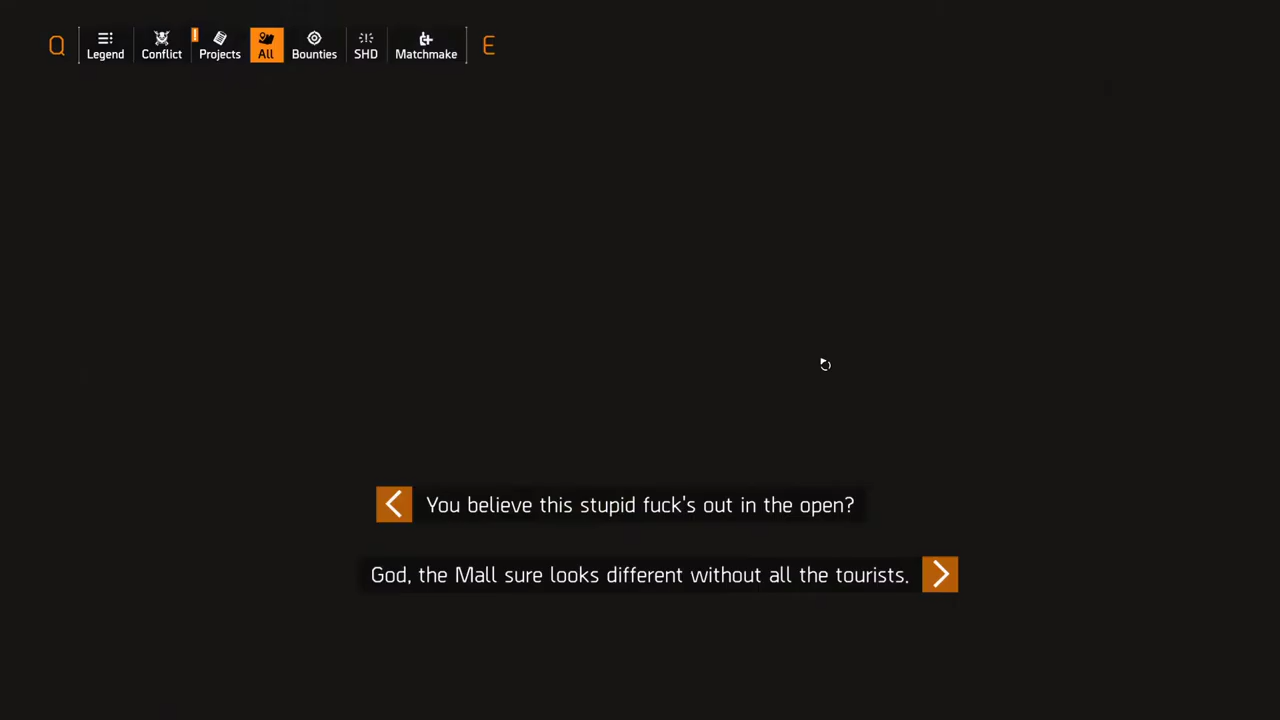 Q Legend Conflict Projects All Bounties SHD Matchmake E
You believe this stupid fuck's out in the open?
God, the Mall sure looks different without all the tourists.